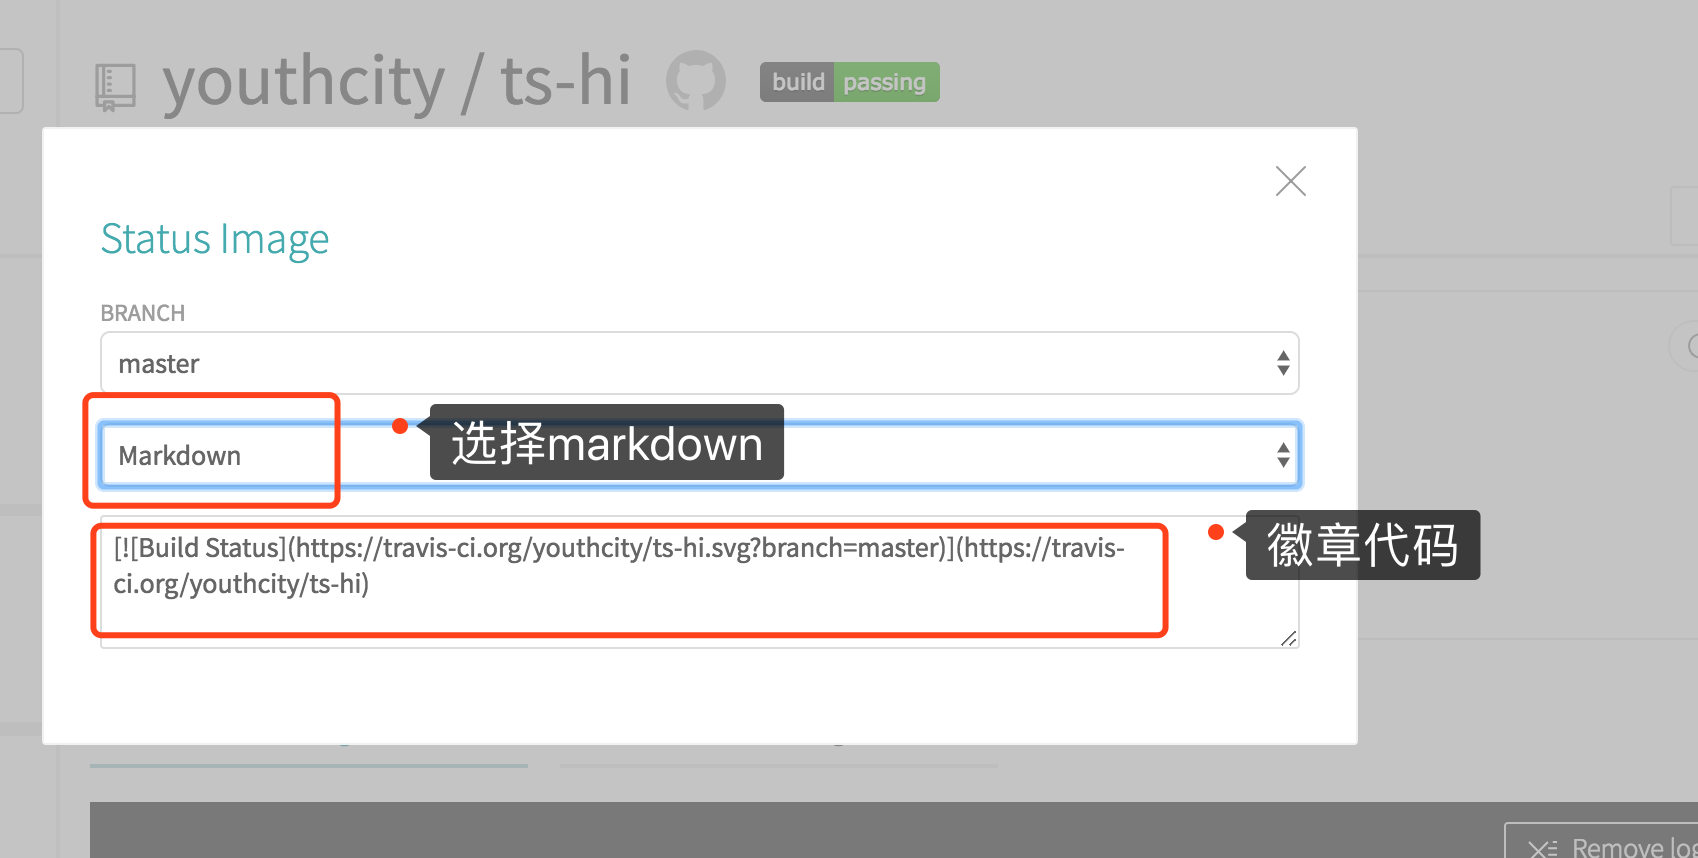 youthcity / ts-hi
build passing
Status Image
BRANCH
master
Markdown
选择markdown
[![Build Status](https://travis-ci.org/youthcity/ts-hi.svg?branch=master)](https://travis-
ci.org/youthcity/ts-hi)
徽章代码
Remove log